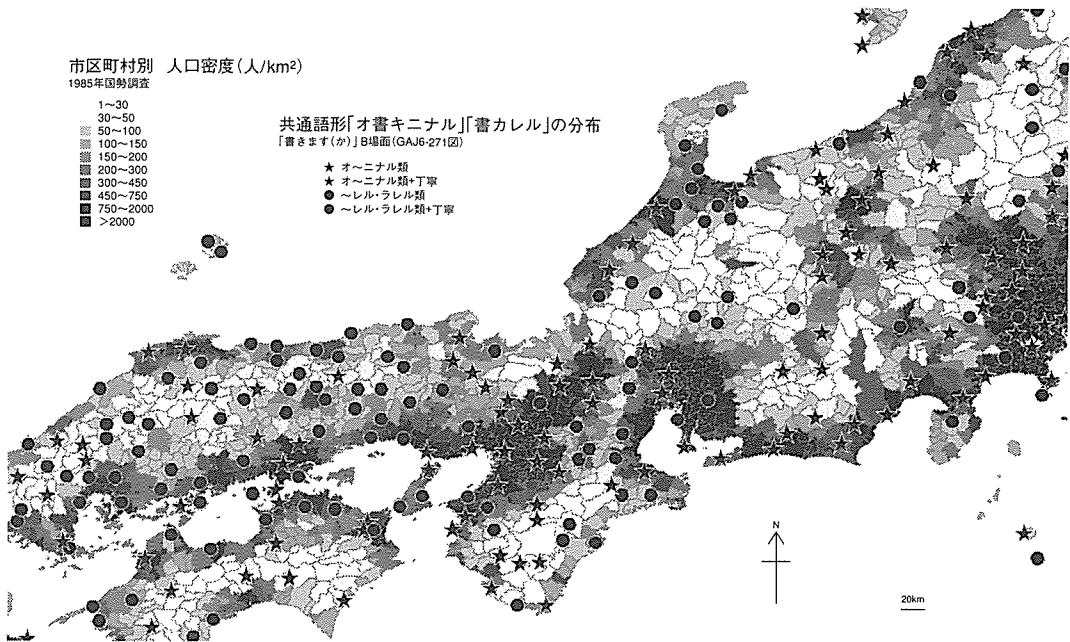 市区町村別 人口密度(人/km²)
1985年国勢調査
1〜30
30〜50
50〜100
100〜150
150〜200
200〜300
300〜450
450〜750
750〜2000
>2000
共通語形「オ書キニナル」「書カレル」の分布
「書きます(か)」B場面(GAJ6-271図)
★ オ〜ニナル類
★ オ〜ニナル類+丁寧
● 〜レル・ラレル類
● 〜レル・ラレル類+丁寧
N
20km